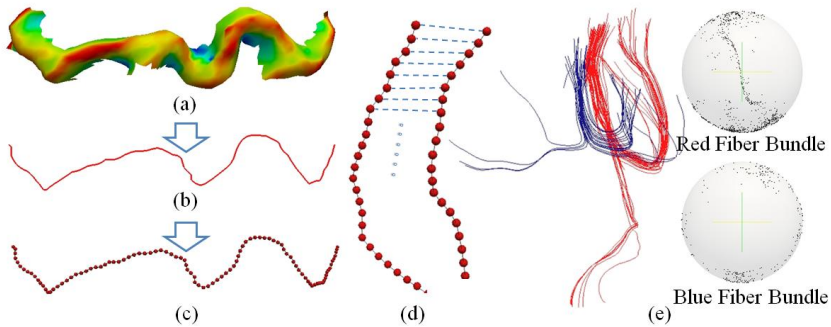 (a)
(b)
(c)
(d)
(e)
Red Fiber Bundle
Blue Fiber Bundle